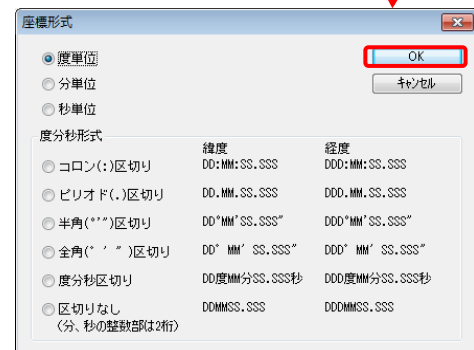 座標形式
度単位
OK
分単位
キャンセル
秒単位
度分秒形式
緯度 経度
コロン(:)区切り DD:MM:SS.SSS DDD:MM:SS.SSS
ピリオド(.)区切り DD.MM.SS.SSS DDD.MM.SS.SSS
半角(°'")区切り DD°MM'SS.SSS" DDD°MM'SS.SSS"
全角(° ′ ″)区切り DD° MM′ SS.SSS″ DDD° MM′ SS.SSS″
度分秒区切り DD度MM分SS.SSS秒 DDD度MM分SS.SSS秒
区切りなし DDMMSS.SSS DDDMMSS.SSS
(分、秒の整数部は2桁)